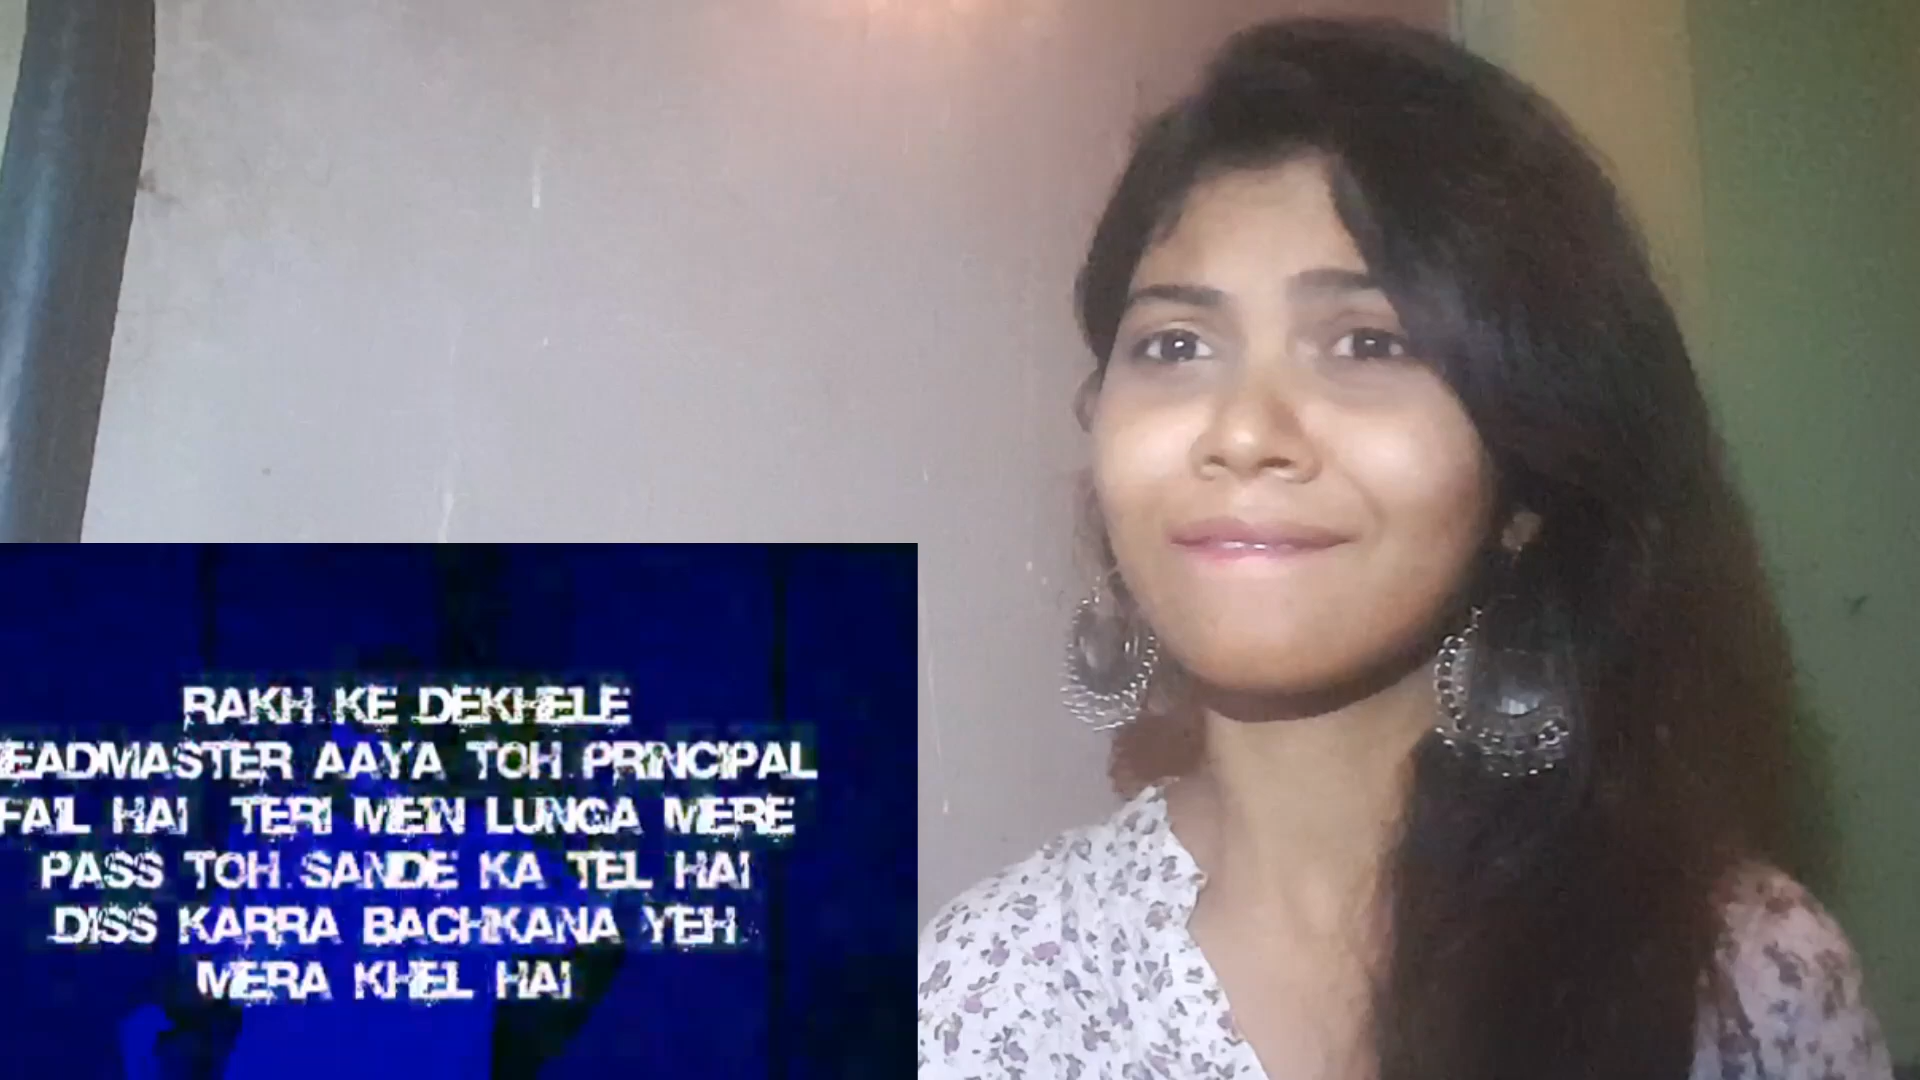 RAKH KE DEKHELE
EADMASTER AAYA TOH PRINCIPAL
FAIL HAI TERI MEIN LUNGA MERE
PASS TOH SANDE KA TEL HAI
DISS KARRA BACHKANA YEH
MERA KHEL HAI